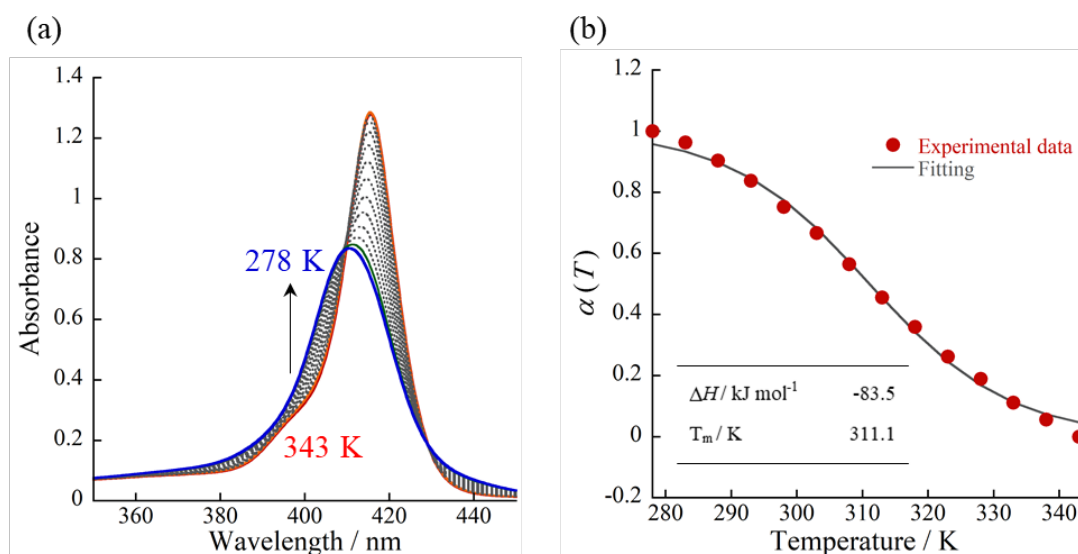 (a)
1.4
1.2
1
0.8
0.6
0.4
0.2
0
Absorbance
278 K
343 K
360 380 400 420 440
Wavelength / nm
(b)
1.2
1
0.8
0.6
0.4
0.2
0
-0.2
α (T)
Experimental data
Fitting
ΔH / kJ mol⁻¹ -83.5
Tm / K 311.1
280 290 300 310 320 330 340
Temperature / K